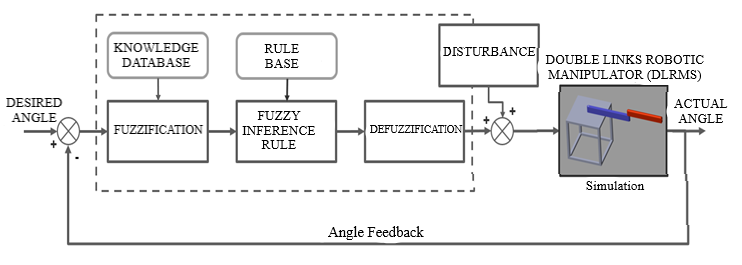 KNOWLEDGE
DATABASE
RULE
BASE
DISTURBANCE
DOUBLE LINKS ROBOTIC
MANIPULATOR (DLRMS)
DESIRED
ANGLE
+
-
FUZZIFICATION
FUZZY
INFERENCE
RULE
DEFUZZIFICATION
+
+
ACTUAL
ANGLE
Simulation
Angle Feedback